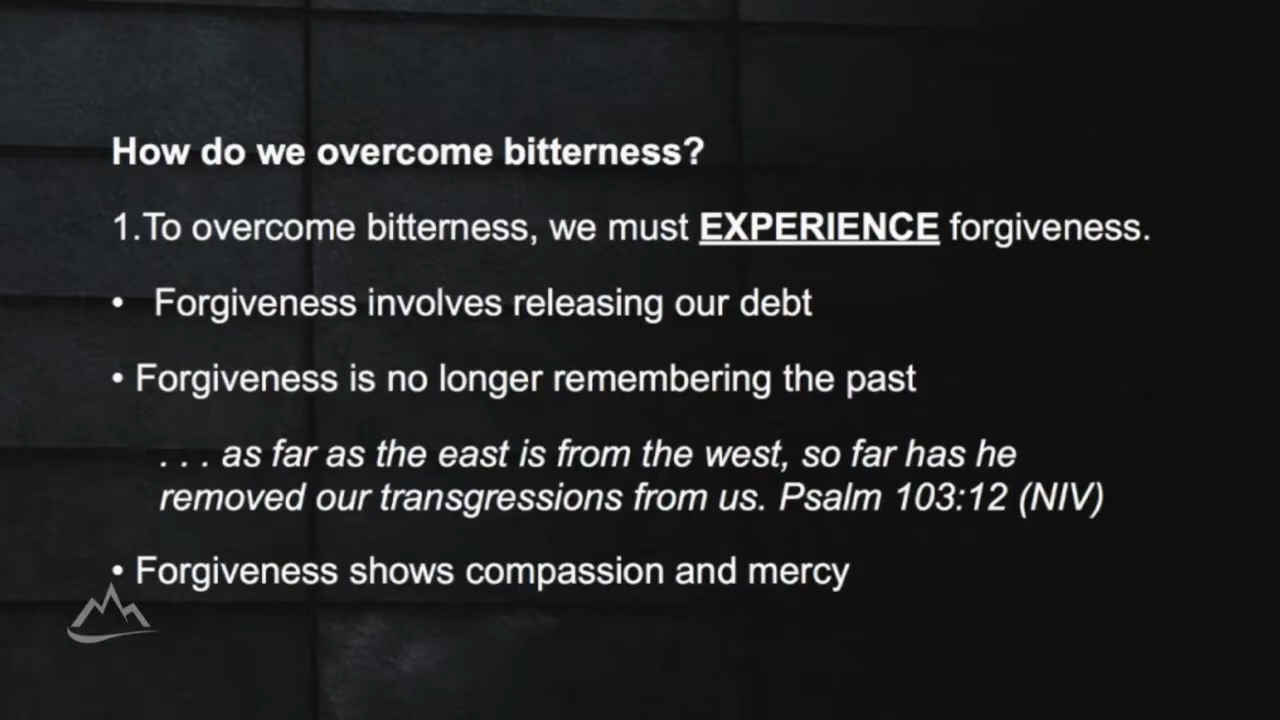 How do we overcome bitterness?
1.To overcome bitterness, we must EXPERIENCE forgiveness.
• Forgiveness involves releasing our debt
• Forgiveness is no longer remembering the past
. . . as far as the east is from the west, so far has he
removed our transgressions from us. Psalm 103:12 (NIV)
• Forgiveness shows compassion and mercy